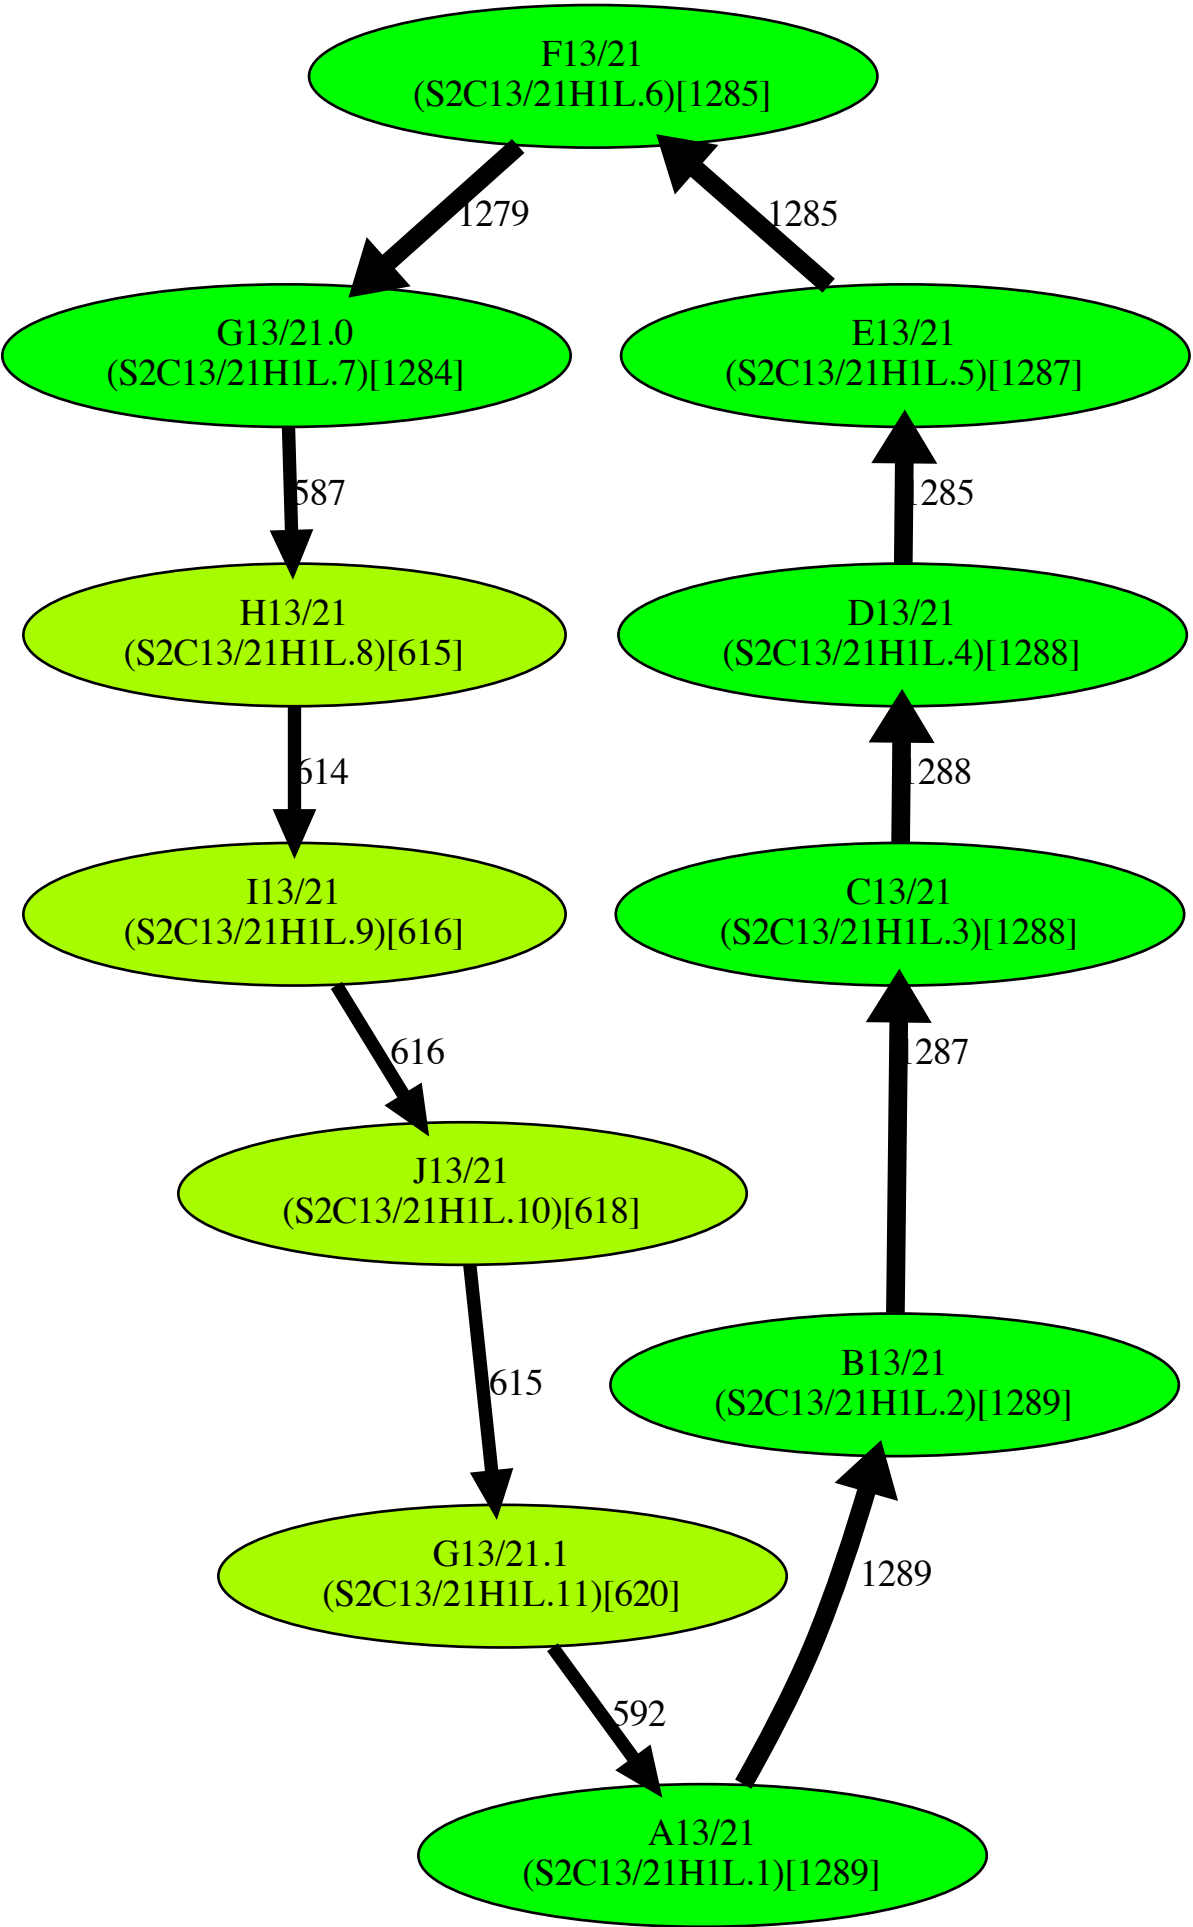 F13/21
(S2C13/21H1L.6)[1285]
1279
1285
G13/21.0
(S2C13/21H1L.7)[1284]
E13/21
(S2C13/21H1L.5)[1287]
587
1285
H13/21
(S2C13/21H1L.8)[615]
D13/21
(S2C13/21H1L.4)[1288]
614
1288
I13/21
(S2C13/21H1L.9)[616]
C13/21
(S2C13/21H1L.3)[1288]
616
1287
J13/21
(S2C13/21H1L.10)[618]
615
B13/21
(S2C13/21H1L.2)[1289]
G13/21.1
(S2C13/21H1L.11)[620]
1289
592
A13/21
(S2C13/21H1L.1)[1289]